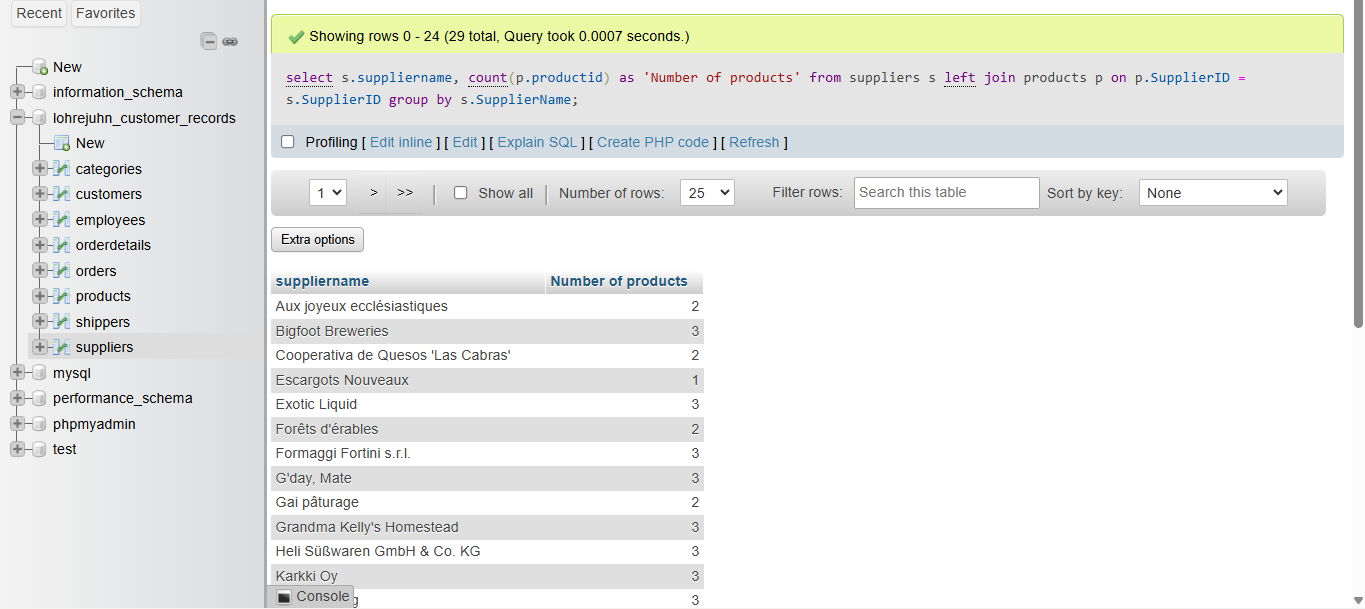 Recent Favorites
New
information_schema
lohrejuhn_customer_records
New
categories
customers
employees
orderdetails
orders
products
shippers
suppliers
mysql
performance_schema
phpmyadmin
test
Showing rows 0 - 24 (29 total, Query took 0.0007 seconds.)
select s.suppliername, count(p.productid) as 'Number of products' from suppliers s left join products p on p.SupplierID =
s.SupplierID group by s.SupplierName;
Profiling [ Edit inline ] [ Edit ] [ Explain SQL ] [ Create PHP code ] [ Refresh ]
1 > >> | Show all | Number of rows: 25 Filter rows: Search this table Sort by key: None
Extra options
suppliername Number of products
Aux joyeux ecclésiastiques 2
Bigfoot Breweries 3
Cooperativa de Quesos 'Las Cabras' 2
Escargots Nouveaux 1
Exotic Liquid 3
Forêts d'érables 2
Formaggi Fortini s.r.l. 3
G'day, Mate 3
Gai pâturage 2
Grandma Kelly's Homestead 3
Heli Süßwaren GmbH & Co. KG 3
Karkki Oy 3
3
Console